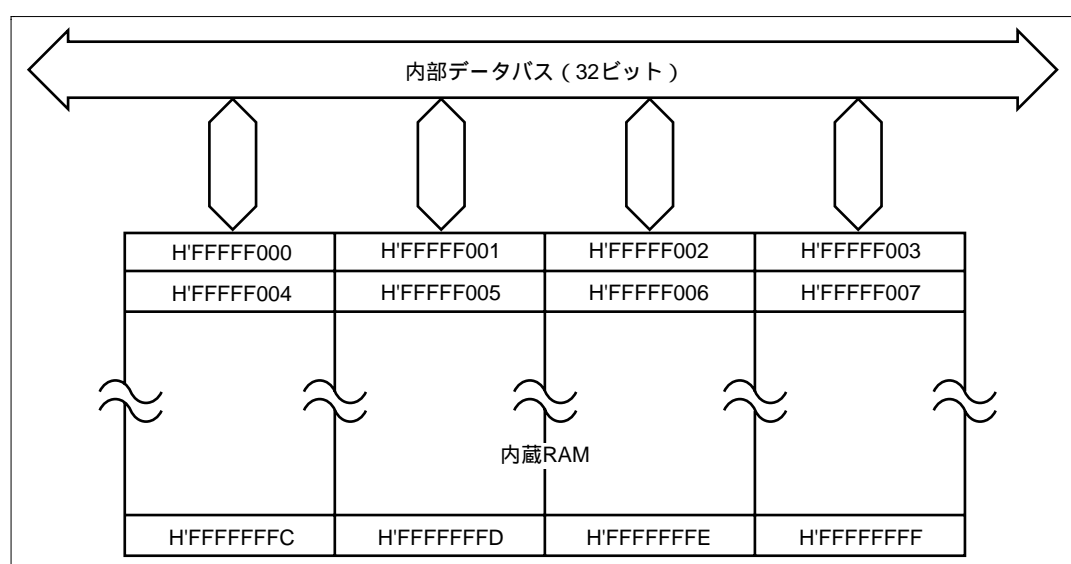 内部データバス（32ビット）
H'FFFFF000 H'FFFFF001 H'FFFFF002 H'FFFFF003
H'FFFFF004 H'FFFFF005 H'FFFFF006 H'FFFFF007
内蔵RAM
H'FFFFFFFC H'FFFFFFFD H'FFFFFFFE H'FFFFFFFF